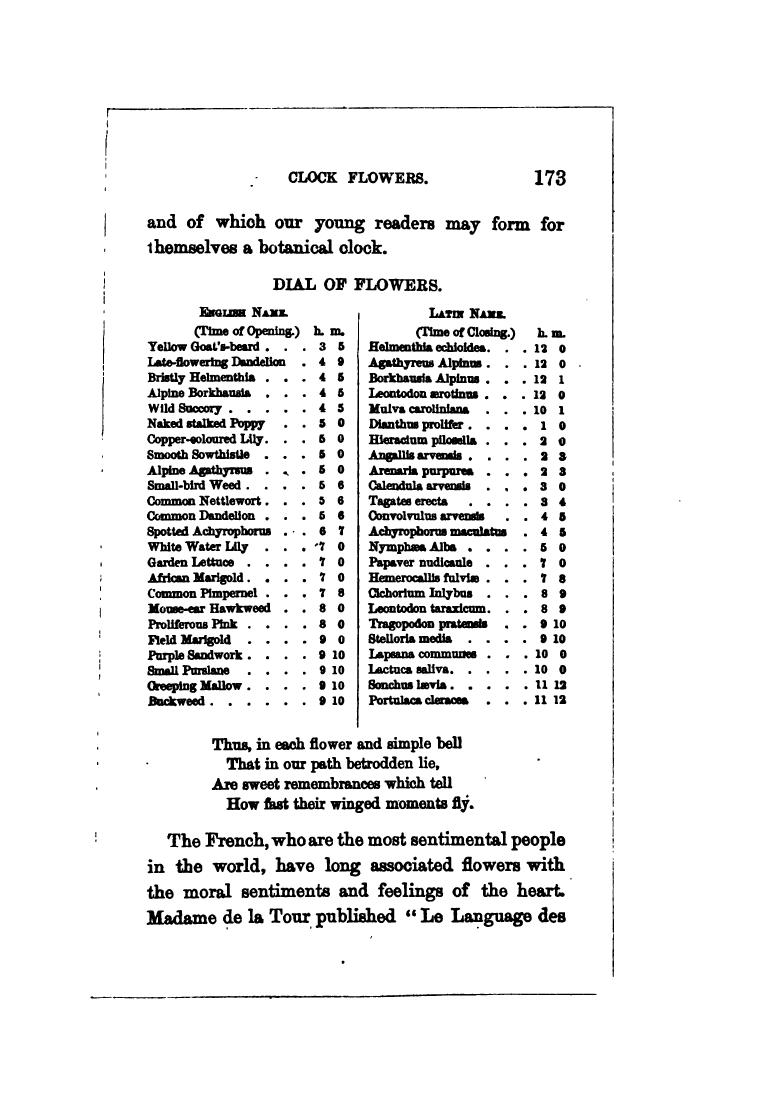 CLOCK FLOWERS. 173
and of which our young readers may form for
themselves a botanical clock.
DIAL OF FLOWERS.
ENGLISH NAME.
(Time of Opening.) h. m.
Yellow Goat's-beard . . . 3 5
Late-flowering Dandelion . 4 9
Bristly Helmenthia . . . 4 5
Alpine Borkhausia . . . 4 5
Wild Succory . . . . . 4 5
Naked stalked Poppy . . 5 0
Copper-coloured Lily. . . 5 0
Smooth Sowthistle . . . 5 0
Alpine Agathyrsus . . . 5 0
Small-bird Weed . . . . 5 6
Common Nettlewort . . . 5 6
Common Dandelion . . . 5 6
Spotted Achyrophorus . . . 6 7
White Water Lily . . . 7 0
Garden Lettuce . . . . 7 0
African Marigold . . . . 7 0
Common Pimpernel . . . 7 8
Mouse-ear Hawkweed . . 8 0
Proliferous Pink . . . . 8 0
Field Marigold . . . . 9 0
Purple Sandwork . . . . 9 10
Small Purslane . . . . 9 10
Creeping Mallow . . . . 9 10
Buckweed . . . . . . 9 10
LATIN NAME.
(Time of Closing.) h. m.
Helmenthia echioidea. . . 12 0
Agathyreus Alpinus . . . 12 0
Borkhausia Alpinus . . . 12 1
Leontodon ærotinus . . . 12 0
Mulva caroliniana . . . 10 1
Dianthus prolifer . . . . 1 0
Hieracium pilosella . . . 2 0
Angallis arvensis . . . . 2 3
Arenaria purpurea . . . 2 3
Calendula arvensis . . . 3 0
Tagates erecta . . . . 3 4
Convolvulus arvensis . . 4 5
Achyrophorus maculatus . 4 5
Nymphæa Alba . . . . 5 0
Papaver nudicaule . . . 7 0
Hemerocallis fulviæ . . . 7 8
Cichorium Inlybus . . . 8 9
Leontodon taraxicum. . . 8 9
Tragopodon pratensis . . 9 10
Stelloria media . . . . 9 10
Lapsana communes . . . 10 0
Lactuca saliva. . . . . 10 0
Sonchus lævia . . . . . 11 12
Portulaca cleracea . . . 11 12
Thus, in each flower and simple bell
That in our path betrodden lie,
Are sweet remembrances which tell
How fast their winged moments fly.
The French, who are the most sentimental people
in the world, have long associated flowers with
the moral sentiments and feelings of the heart.
Madame de la Tour published "Le Language des